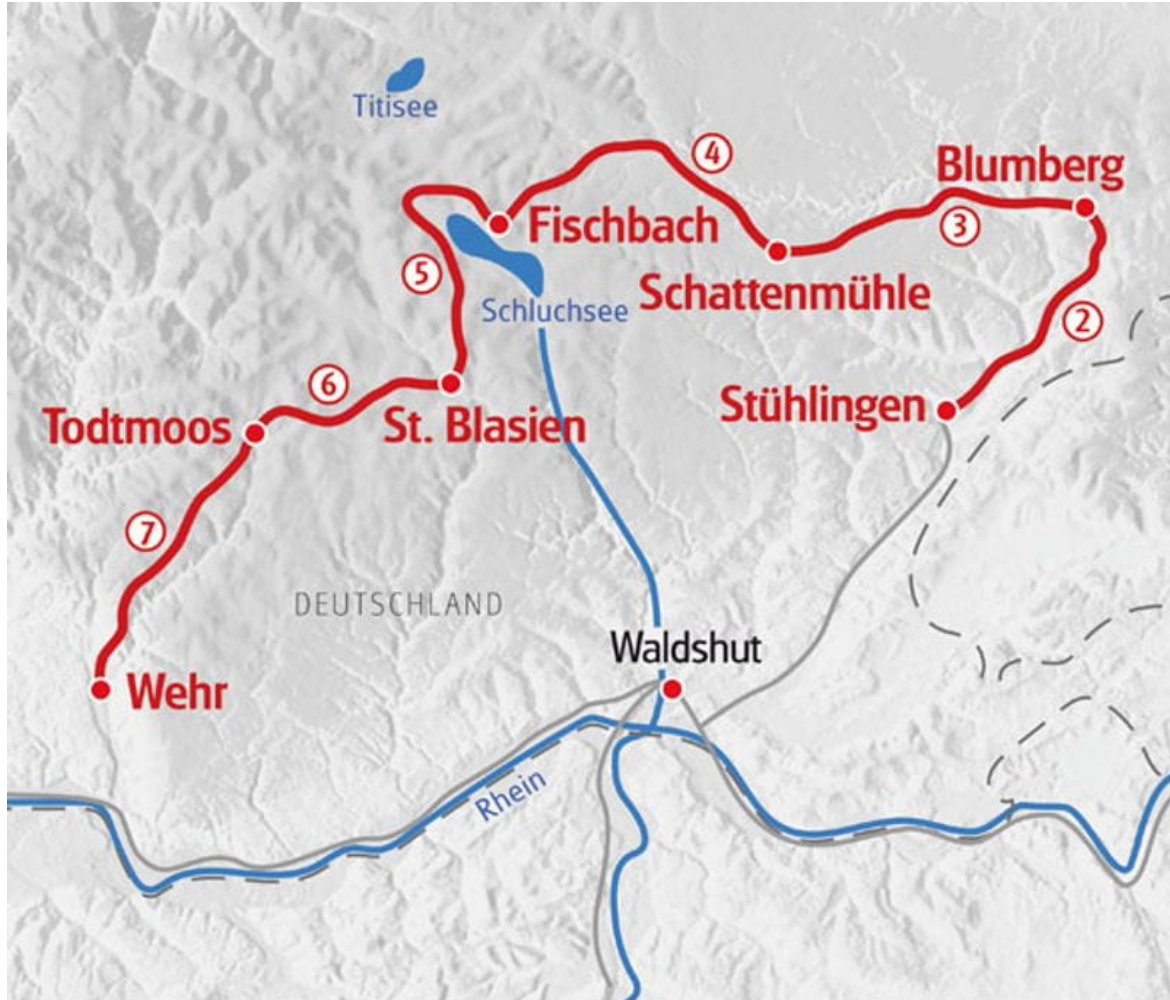 Titisee
4
Blumberg
Fischbach
3
5
Schattenmühle
Schluchsee
2
6
Stühlingen
Todtmoos
St. Blasien
7
DEUTSCHLAND
Waldshut
Wehr
Rhein